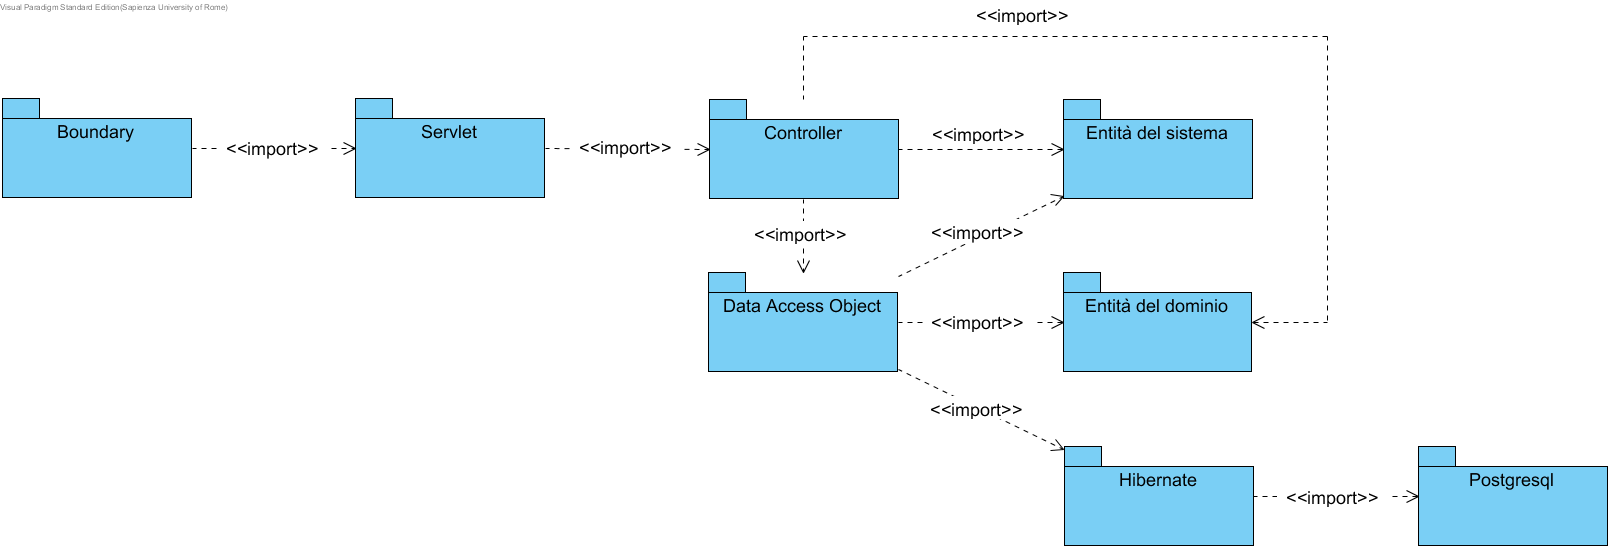 Visual Paradigm Standard Edition(Sapienza University of Rome)
<<import>>
Boundary
<<import>>
Servlet
<<import>>
Controller
<<import>>
Entità del sistema
<<import>>
<<import>>
Data Access Object
<<import>>
Entità del dominio
<<import>>
Hibernate
<<import>>
Postgresql